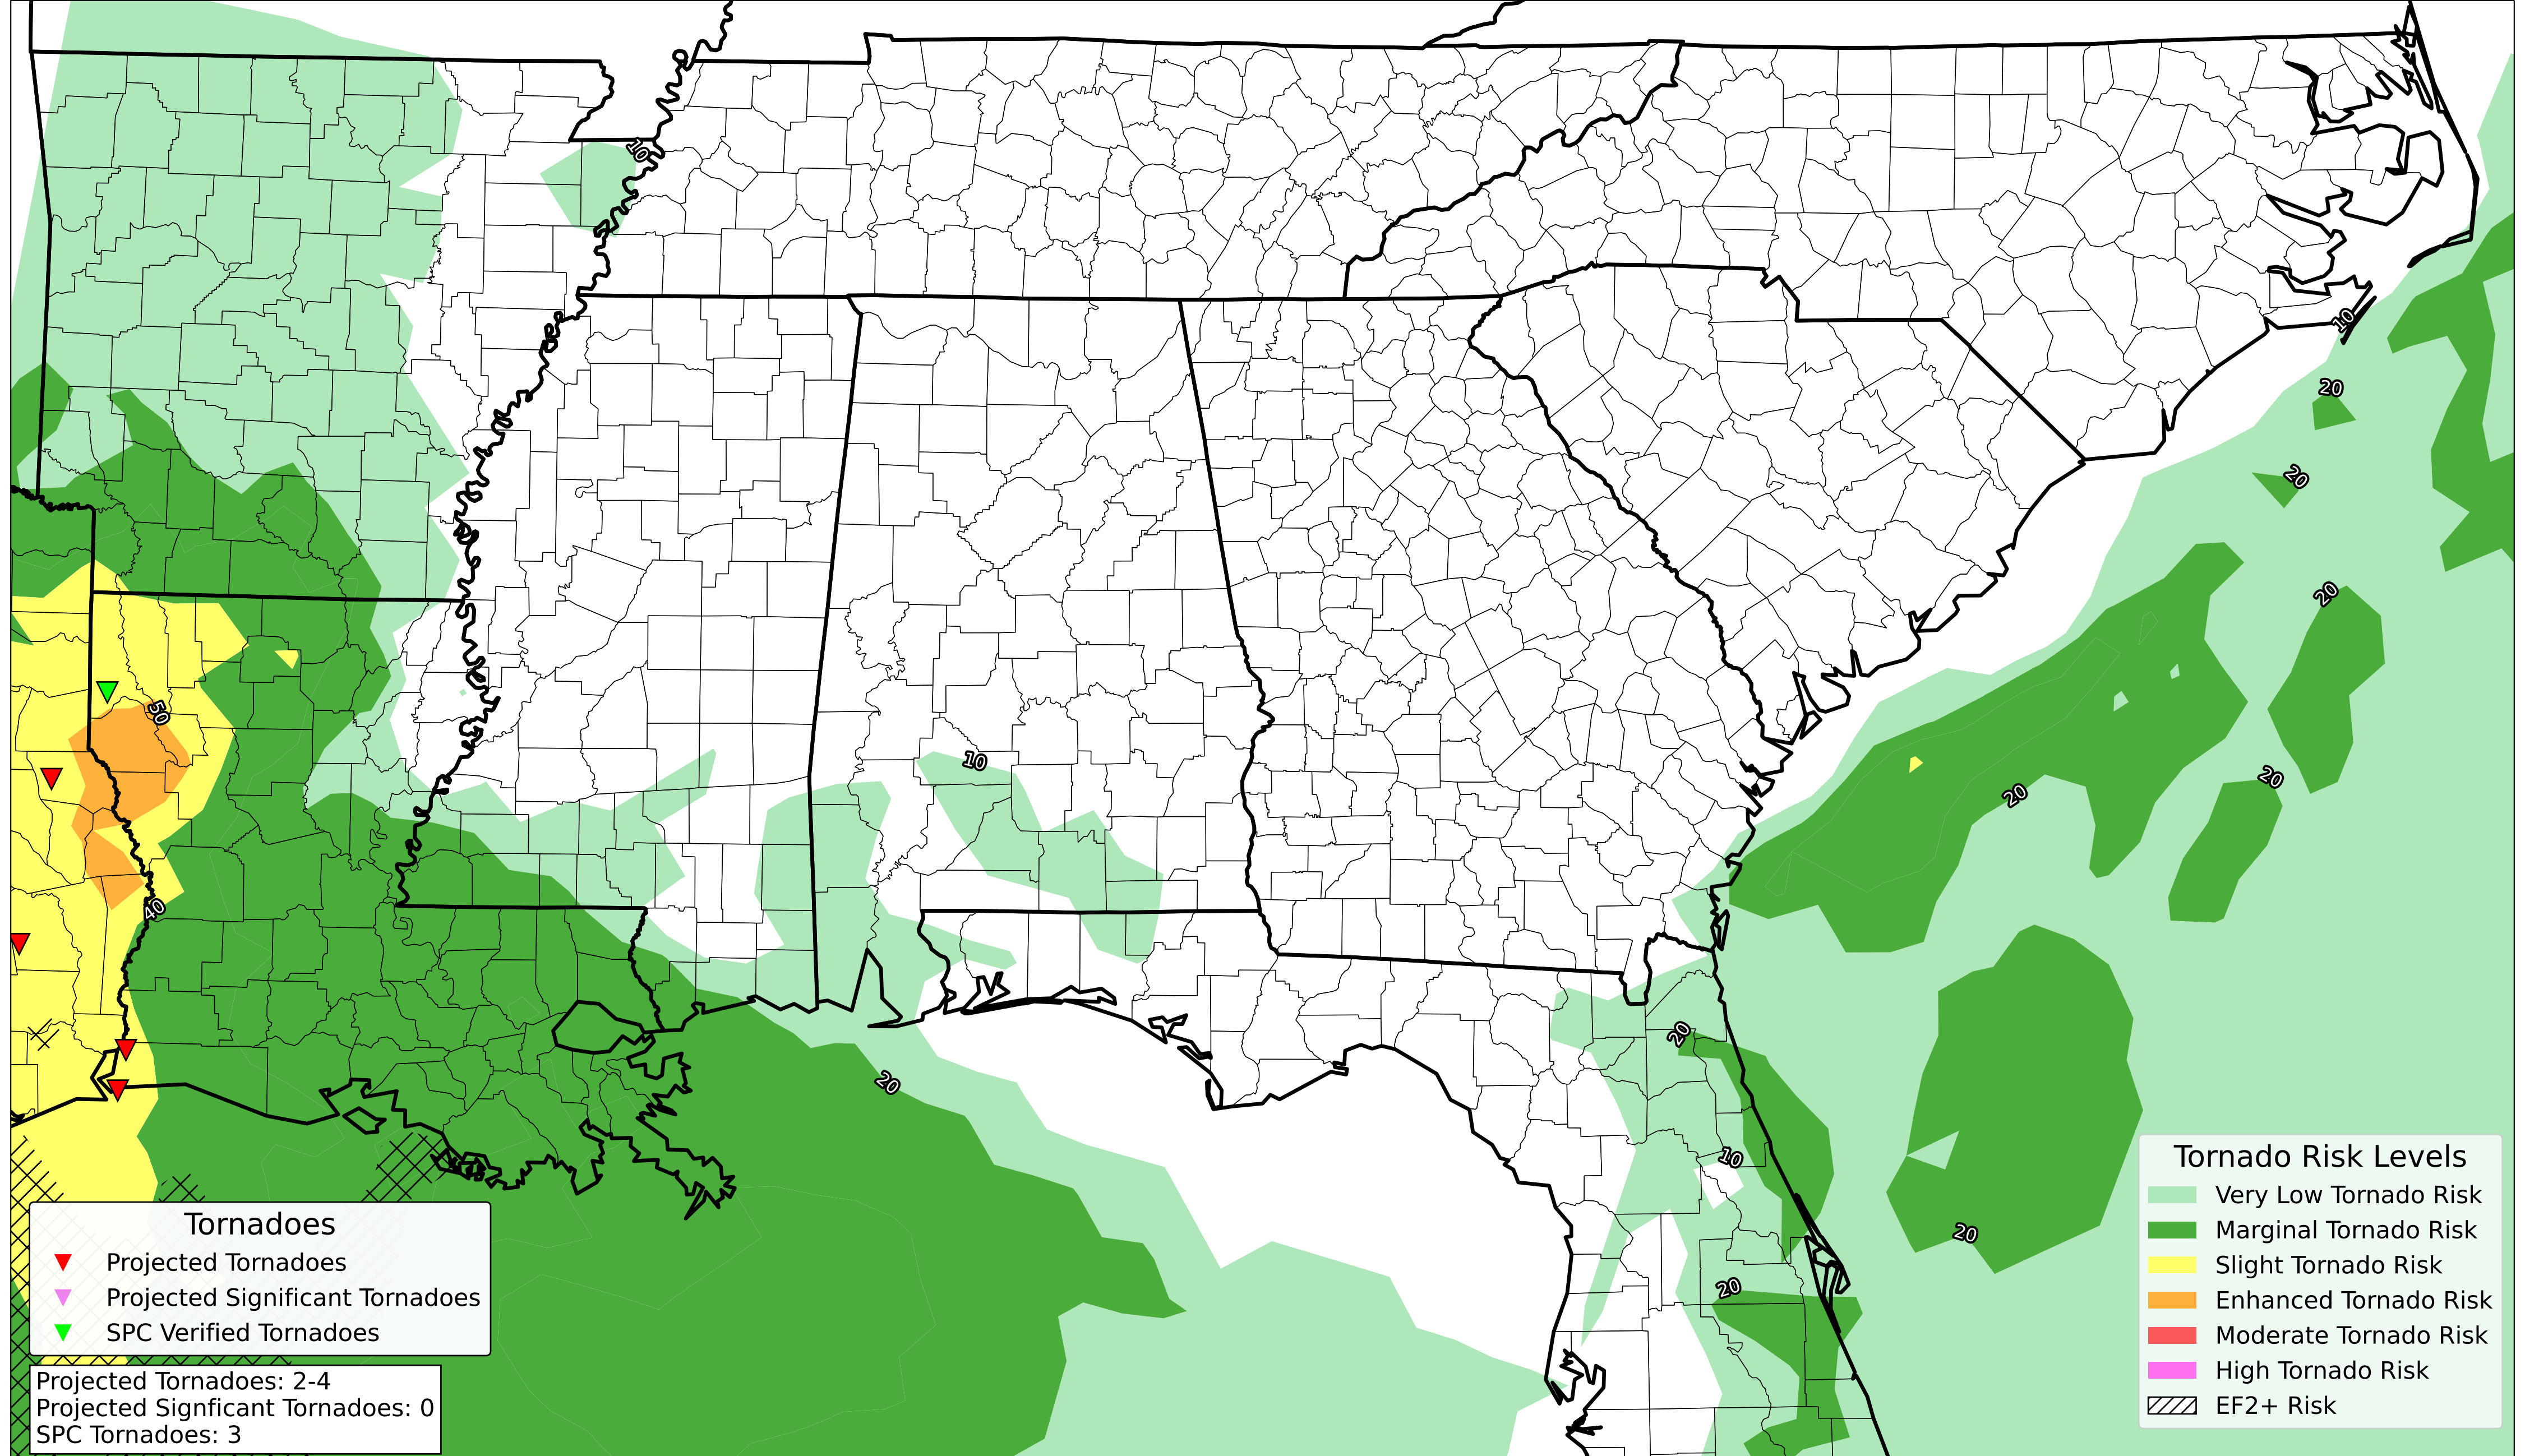 10
10
20
20
20
50
10
20
20
40
20
20
10
20
20
Tornado Risk Levels
Very Low Tornado Risk
Marginal Tornado Risk
Slight Tornado Risk
Enhanced Tornado Risk
Moderate Tornado Risk
High Tornado Risk
EF2+ Risk
Tornadoes
Projected Tornadoes
Projected Significant Tornadoes
SPC Verified Tornadoes
Projected Tornadoes: 2-4
Projected Signficant Tornadoes: 0
SPC Tornadoes: 3